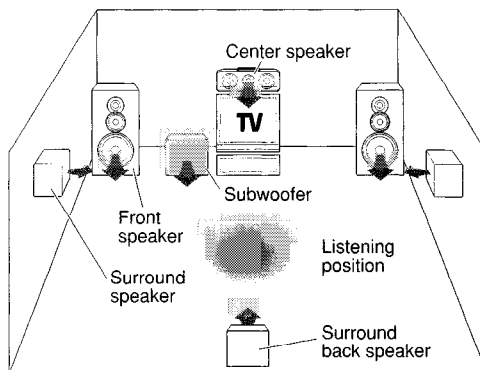 Center speaker
TV
Subwoofer
Front
speaker
Listening
position
Surround
speaker
Surround
back speaker